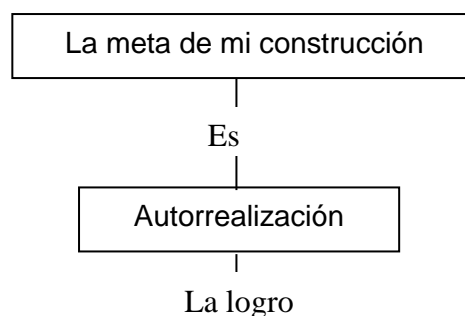 La meta de mi construcción
Es
Autorrealización
La logro